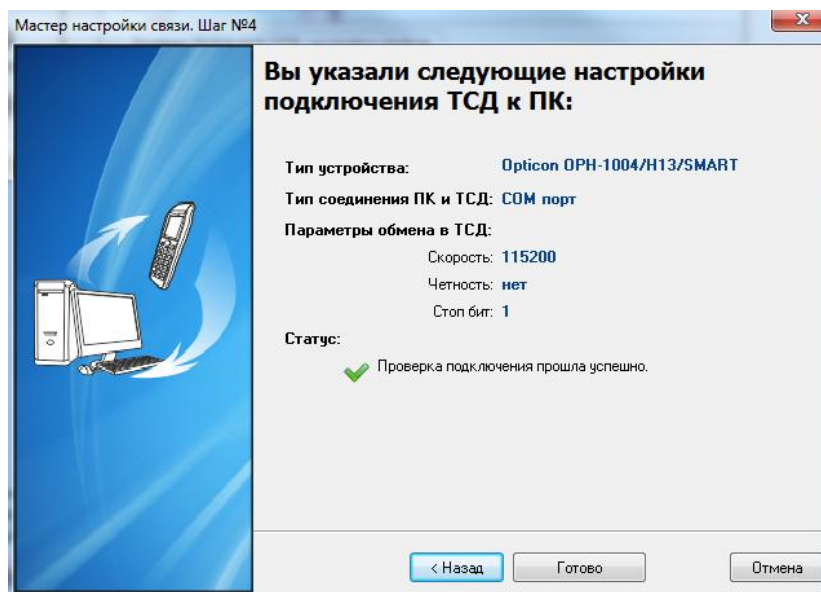 Мастер настройки связи. Шаг №4
Вы указали следующие настройки
подключения ТСД к ПК:
Тип устройства: Opticon OPH-1004/H13/SMART
Тип соединения ПК и ТСД: COM порт
Параметры обмена в ТСД:
Скорость: 115200
Четность: нет
Стоп бит: 1
Статус:
Проверка подключения прошла успешно.
< Назад Готово Отмена